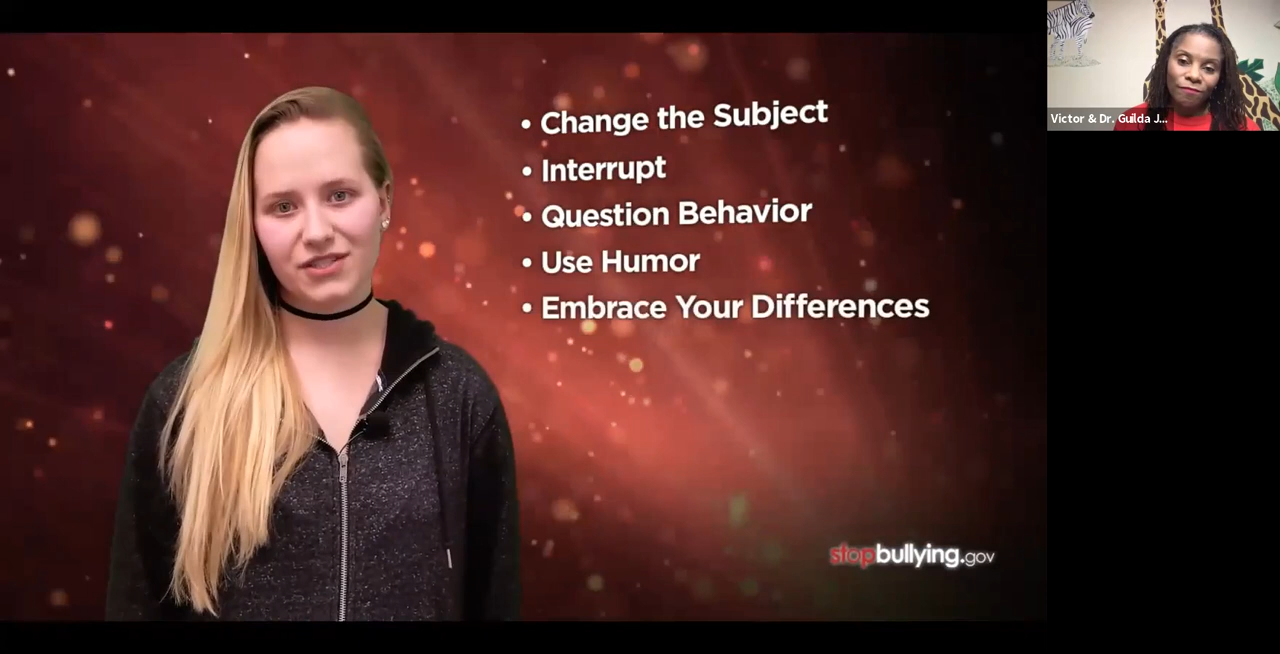 • Change the Subject
• Interrupt
• Question Behavior
• Use Humor
• Embrace Your Differences
stopbullying.gov
Victor & Dr. Guilda J...